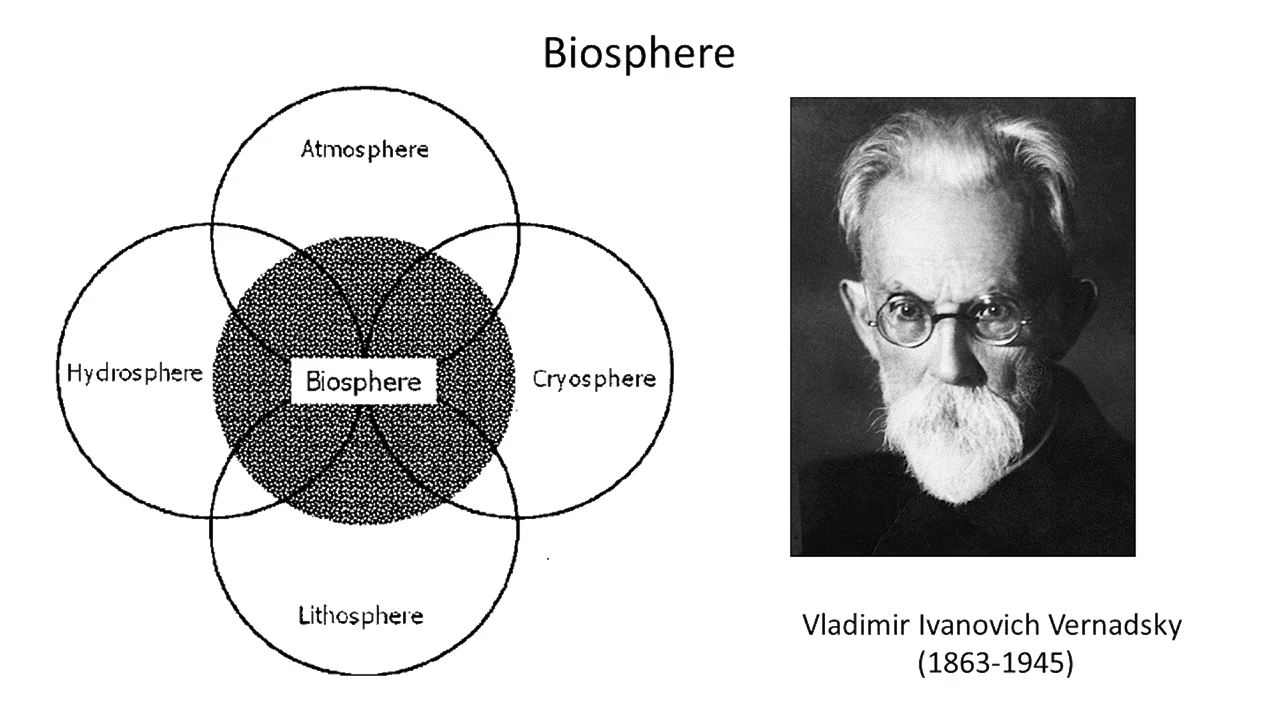 Biosphere
Atmosphere
Hydrosphere
Biosphere
Cryosphere
Lithosphere
Vladimir Ivanovich Vernadsky
(1863-1945)